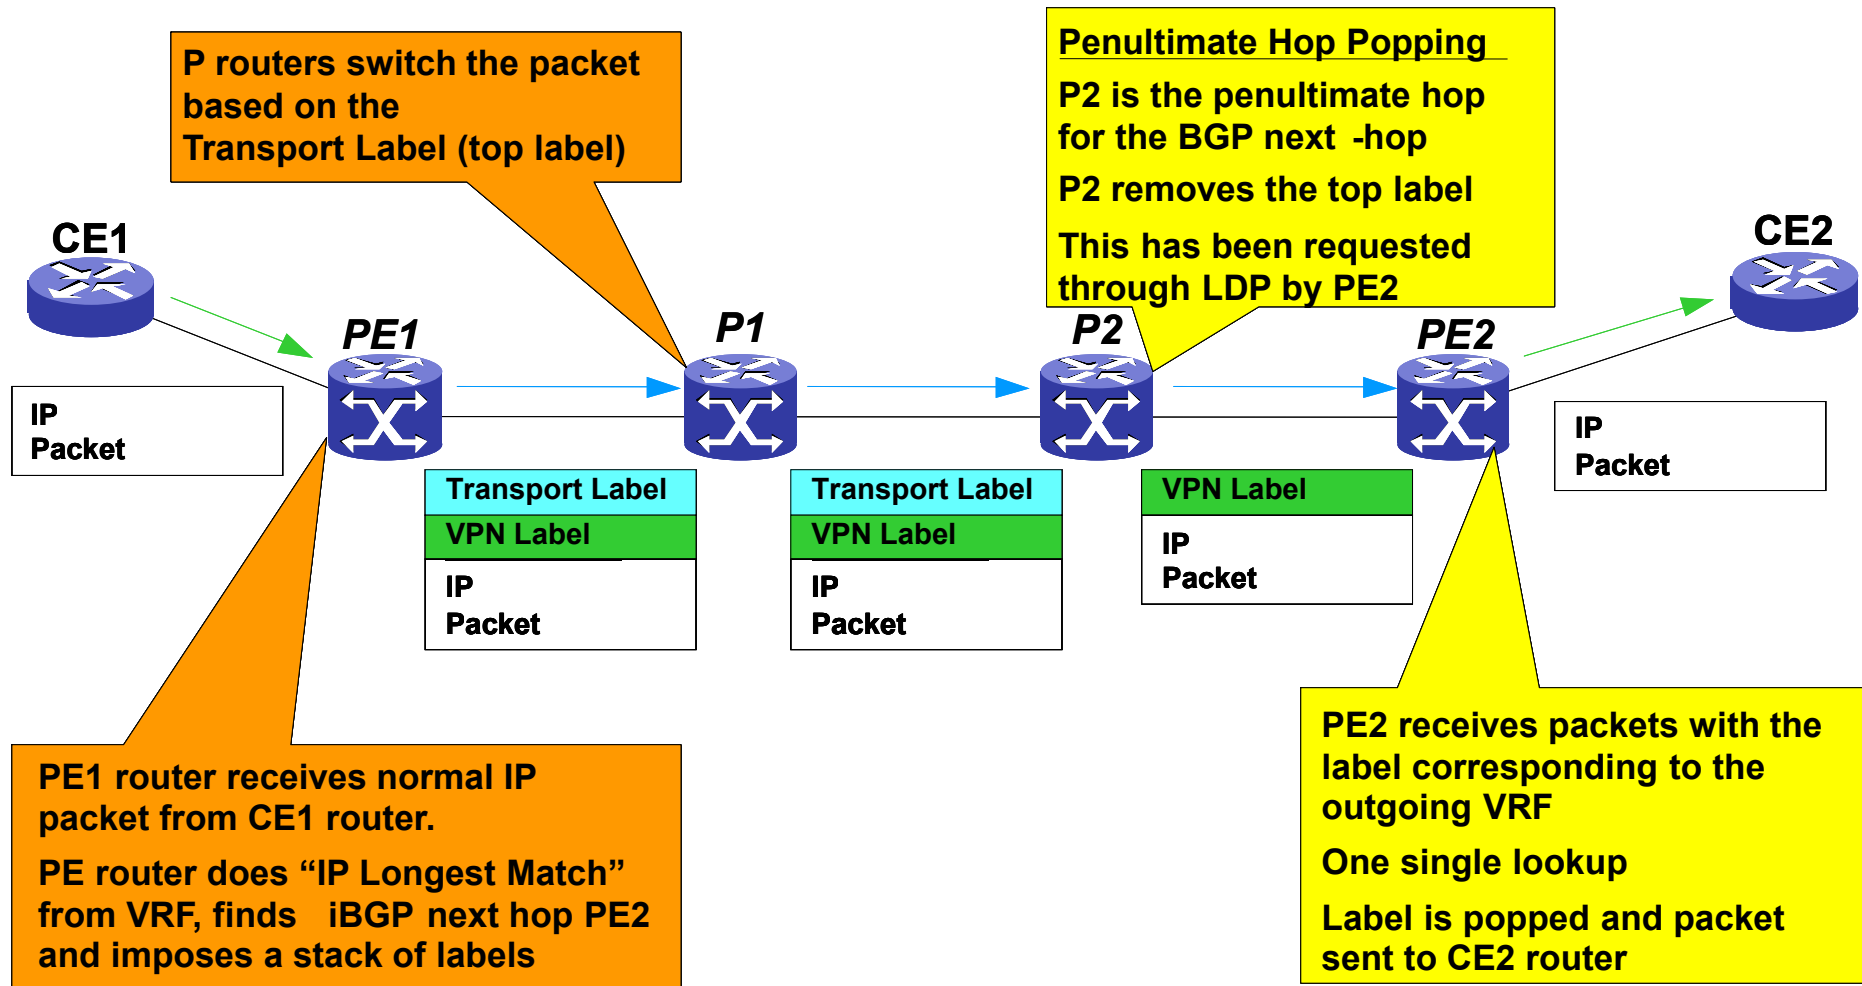 P routers switch the packet
based on the
Transport Label (top label)
Penultimate Hop Popping
P2 is the penultimate hop
for the BGP next -hop
P2 removes the top label
This has been requested
through LDP by PE2
CE1
CE2
PE1
P1
P2
PE2
IP
Packet
Transport Label
VPN Label
IP
Packet
Transport Label
VPN Label
IP
Packet
VPN Label
IP
Packet
IP
Packet
PE1 router receives normal IP
packet from CE1 router.
PE router does “IP Longest Match”
from VRF, finds iBGP next hop PE2
and imposes a stack of labels
PE2 receives packets with the
label corresponding to the
outgoing VRF
One single lookup
Label is popped and packet
sent to CE2 router